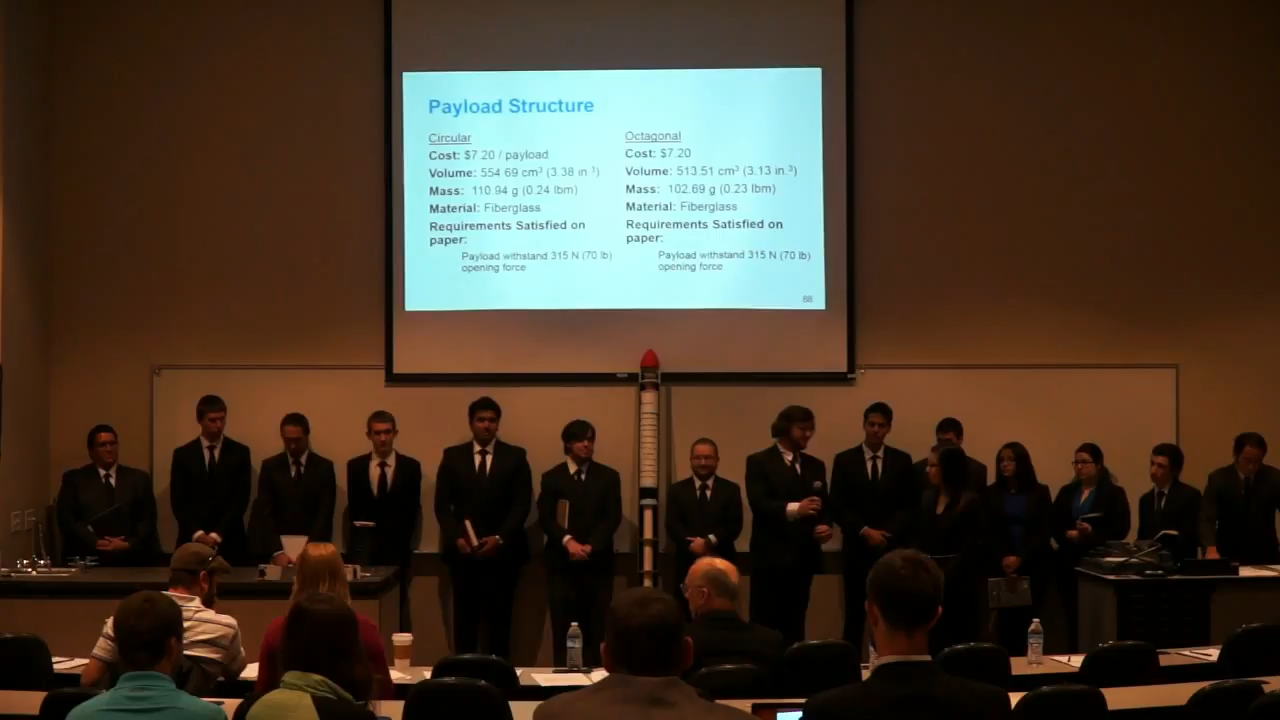 Payload Structure
Circular
Cost: $7.20 / payload
Volume: 554.69 cm³ (3.38 in.³)
Mass: 110.94 g (0.24 lbm)
Material: Fiberglass
Requirements Satisfied on
paper:
Payload withstand 315 N (70 lb)
opening force
Octagonal
Cost: $7.20
Volume: 513.51 cm³ (3.13 in.³)
Mass: 102.69 g (0.23 lbm)
Material: Fiberglass
Requirements Satisfied on
paper:
Payload withstand 315 N (70 lb)
opening force
88